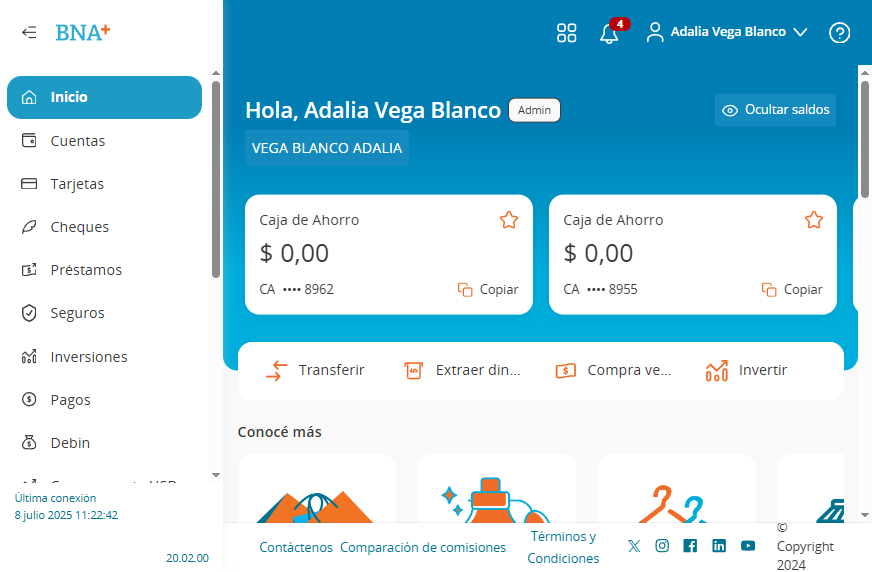 BNA+
4
Adalia Vega Blanco
Inicio
Cuentas
Tarjetas
Cheques
Préstamos
Seguros
Inversiones
Pagos
Debin
Última conexión
8 julio 2025 11:22:42
20.02.00
Hola, Adalia Vega Blanco
Admin
Ocultar saldos
VEGA BLANCO ADALIA
Caja de Ahorro
$ 0,00
CA •••• 8962
Copiar
Caja de Ahorro
$ 0,00
CA •••• 8955
Copiar
Transferir
Extraer din...
Compra ve...
Invertir
Conocé más
Contáctenos
Comparación de comisiones
Términos y
Condiciones
©
Copyright
2024